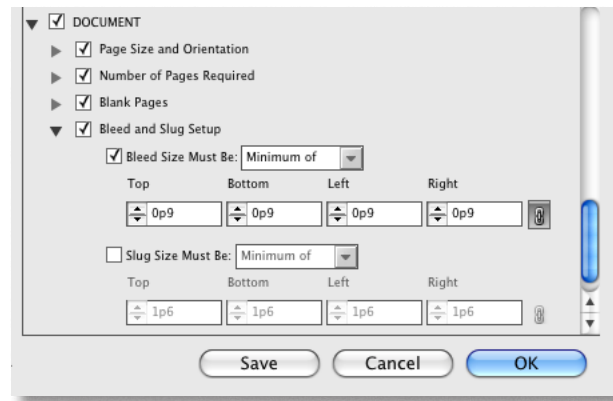 DOCUMENT
Page Size and Orientation
Number of Pages Required
Blank Pages
Bleed and Slug Setup
Bleed Size Must Be: Minimum of
Top Bottom Left Right
0p9 0p9 0p9 0p9
Slug Size Must Be: Minimum of
Top Bottom Left Right
1p6 1p6 1p6 1p6
Save Cancel OK